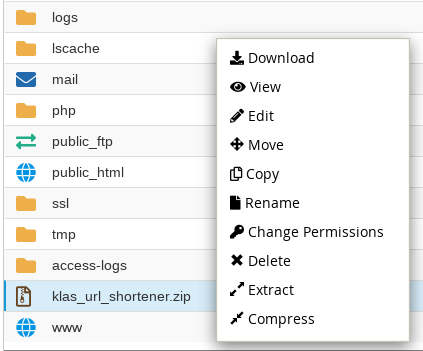 logs
lscache
mail
php
public_ftp
public_html
ssl
tmp
access-logs
klas_url_shortener.zip
www
Download
View
Edit
Move
Copy
Rename
Change Permissions
Delete
Extract
Compress